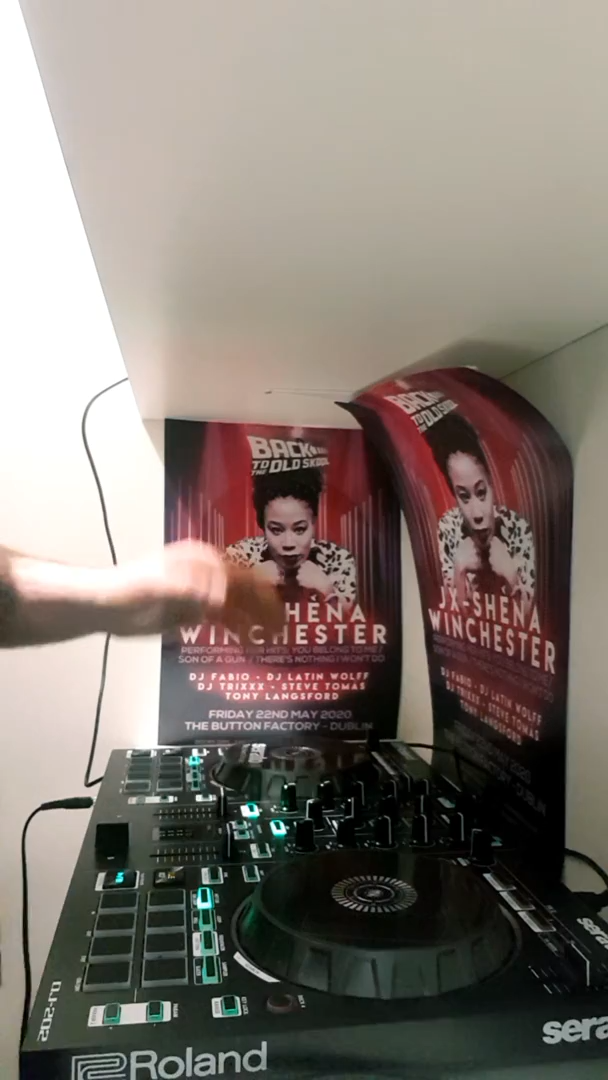 BACK
TO THE OLD SKOOL
SHÉNA
WINCHESTER
PERFORMING HER HITS: YOU BELONG TO ME /
SON OF A GUN / THERE'S NOTHING I WON'T DO
DJ FABIO - DJ LATIN WOLFF
DJ TRIXXX - STEVE TOMAS
TONY LANGSFORD
FRIDAY 22ND MAY 2020
THE BUTTON FACTORY - DUBLIN
BACK
TO THE OLD SKOOL
JX-SHÉNA
WINCHESTER
DJ FABIO - DJ LATIN WOLFF
DJ TRIXXX - STEVE TOMAS
TONY LANGSFORD
DJ-202
Roland
sera